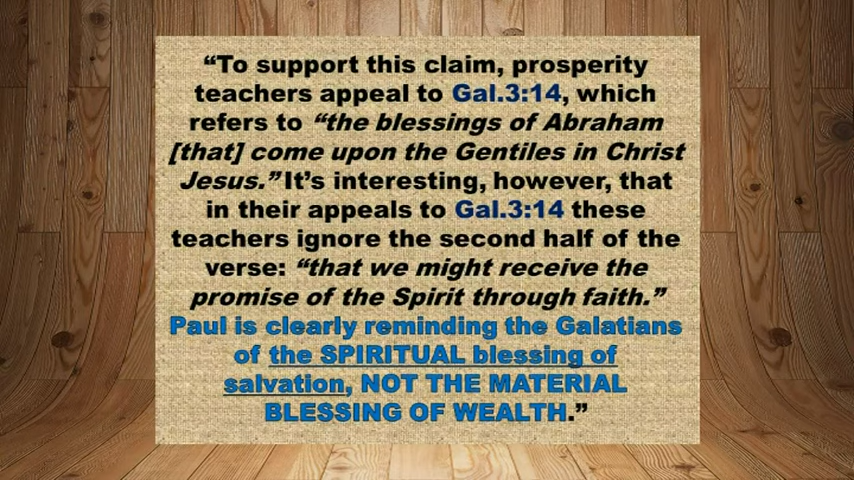 “To support this claim, prosperity
teachers appeal to Gal.3:14, which
refers to “the blessings of Abraham
[that] come upon the Gentiles in Christ
Jesus.” It’s interesting, however, that
in their appeals to Gal.3:14 these
teachers ignore the second half of the
verse: “that we might receive the
promise of the Spirit through faith.”
Paul is clearly reminding the Galatians
of the SPIRITUAL blessing of
salvation, NOT THE MATERIAL
BLESSING OF WEALTH.”